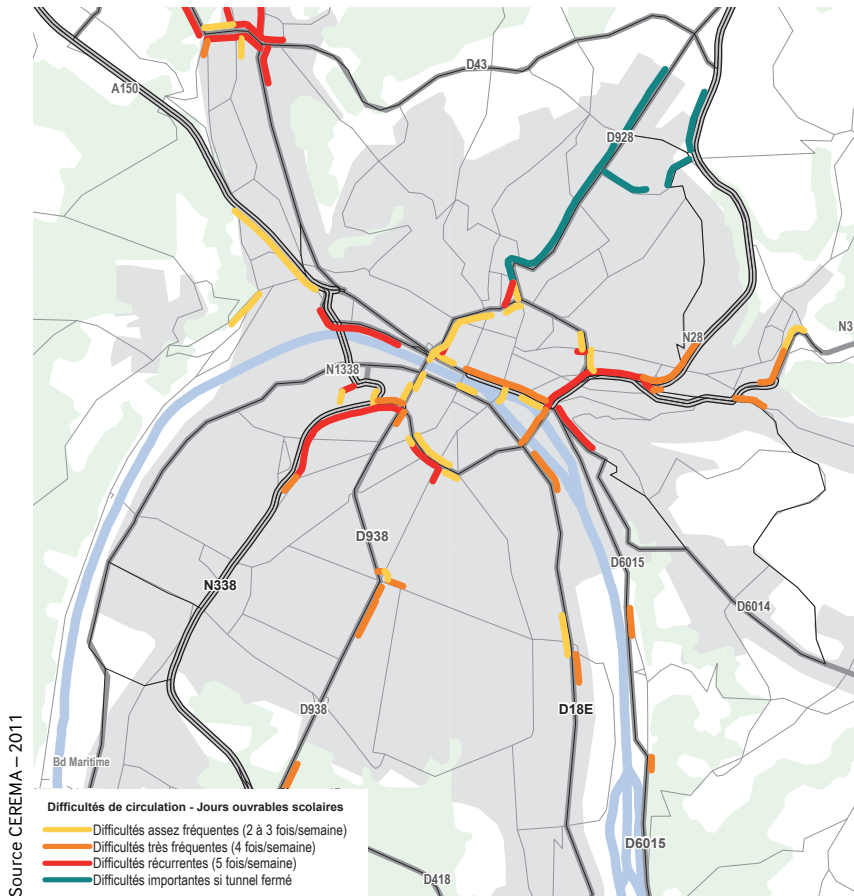 D43
A150
D928
N28
N3
N1338
D938
D6015
N338
D6014
D938
D18E
Bd Maritime
D6015
D418
Source CEREMA – 2011
Difficultés de circulation - Jours ouvrables scolaires
Difficultés assez fréquentes (2 à 3 fois/semaine)
Difficultés très fréquentes (4 fois/semaine)
Difficultés récurrentes (5 fois/semaine)
Difficultés importantes si tunnel fermé